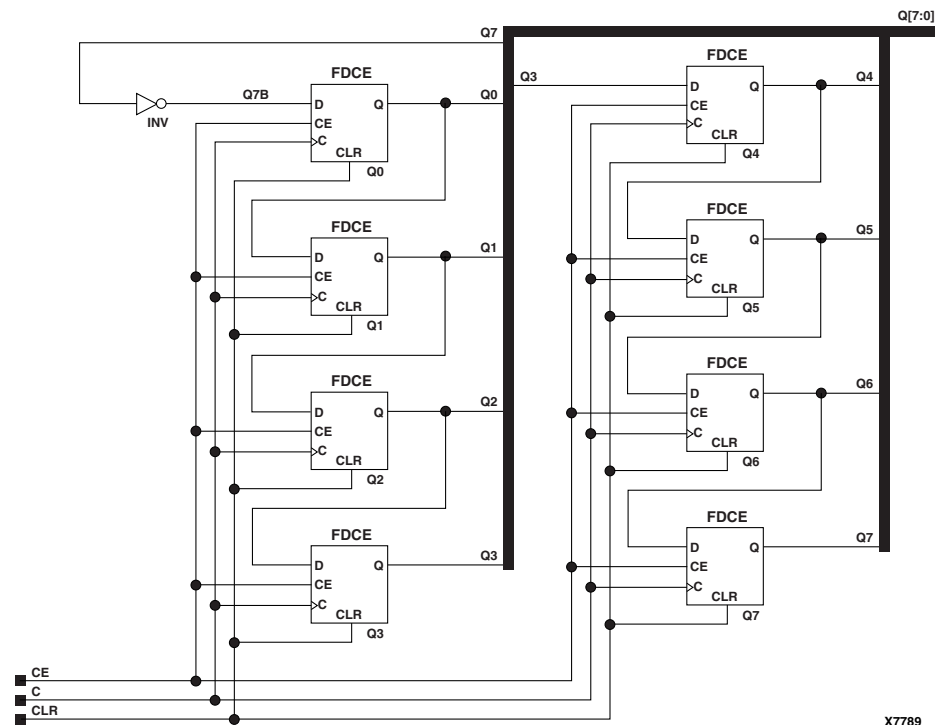 Q[7:0]
Q7
FDCE
Q7B
D
Q
Q0
INV
CE
C
CLR
Q0
FDCE
D
Q
Q1
CE
C
CLR
Q1
FDCE
D
Q
Q2
CE
C
CLR
Q2
FDCE
D
Q
Q3
CE
C
CLR
Q3
Q3
FDCE
D
Q
Q4
CE
C
CLR
Q4
FDCE
D
Q
Q5
CE
C
CLR
Q5
FDCE
D
Q
Q6
CE
C
CLR
Q6
FDCE
D
Q
Q7
CE
C
CLR
Q7
CE
C
CLR
X7789